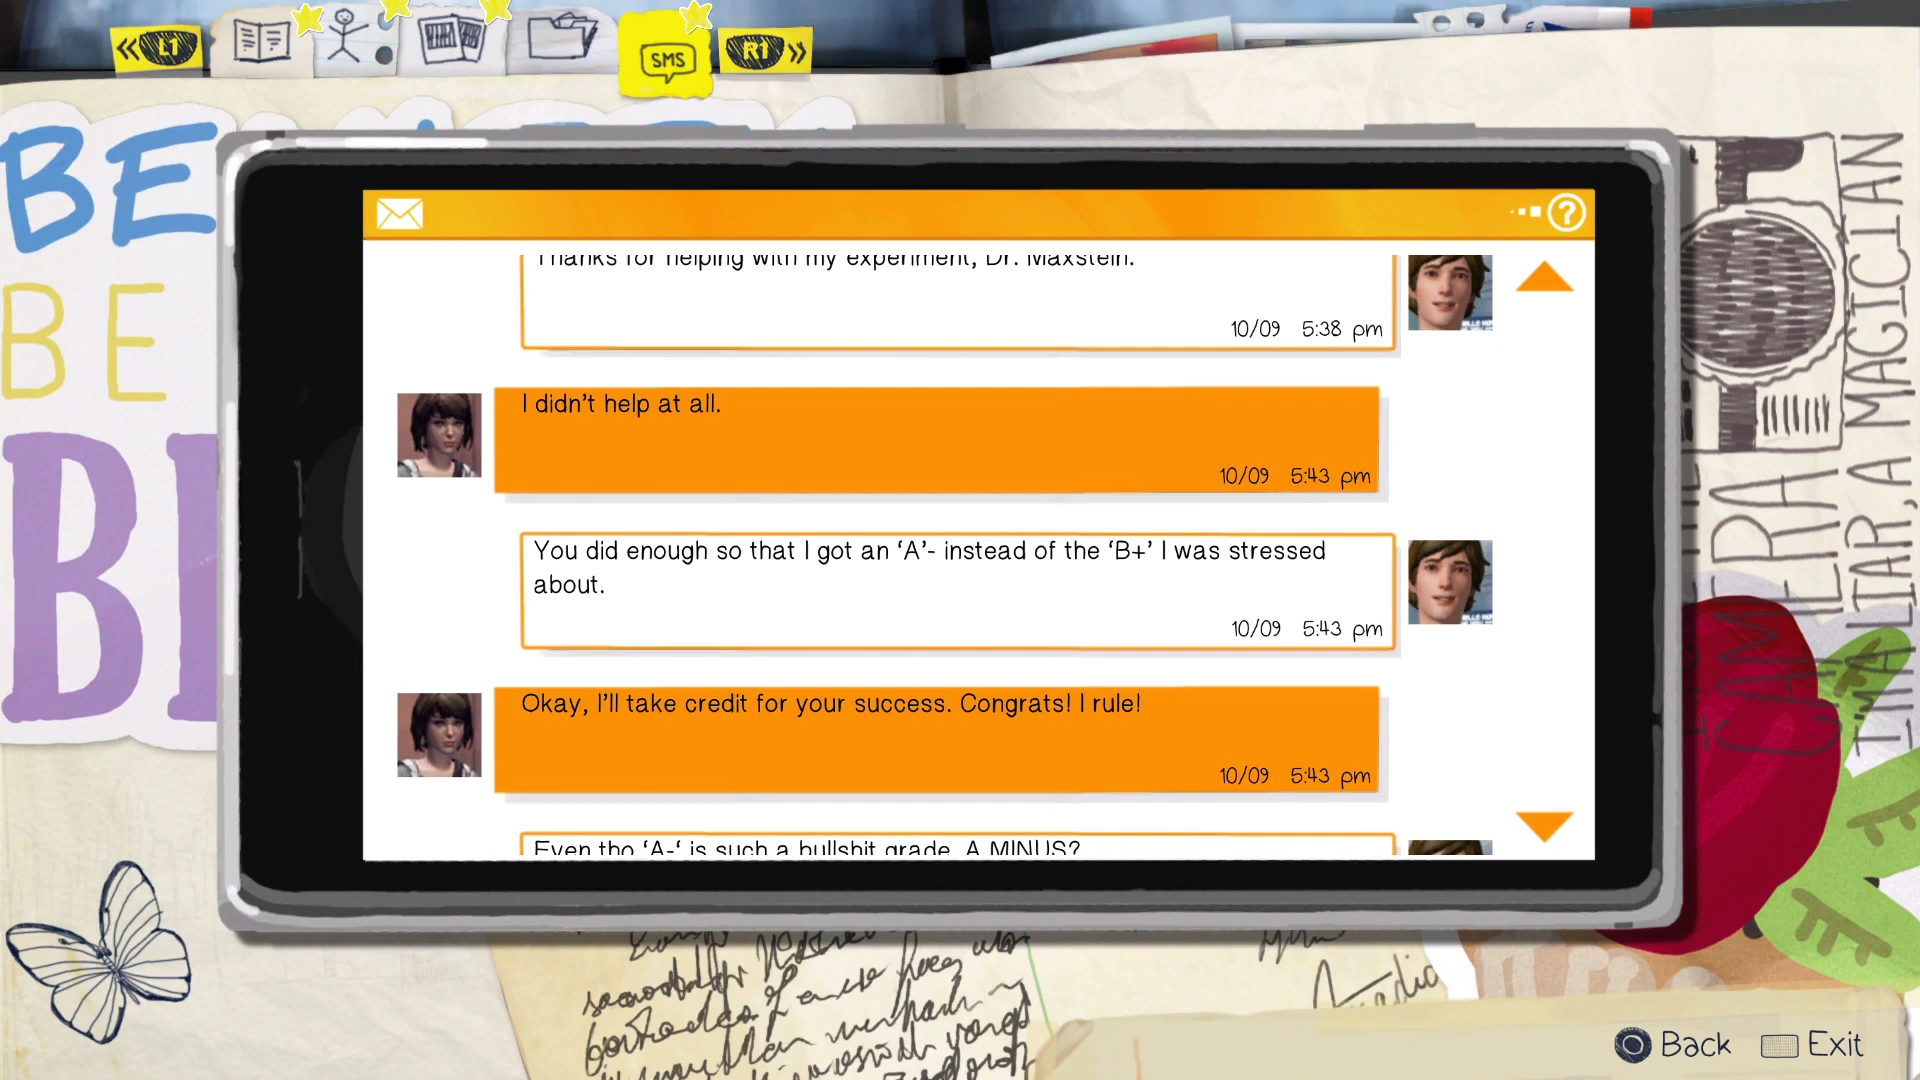 L1
SMS
R1
BE
BE
Thanks for helping with my experiment, Dr. Maxstein.
10/09 5:38 pm
I didn't help at all.
10/09 5:43 pm
You did enough so that I got an ‘A’- instead of the ‘B+’ I was stressed
about.
10/09 5:43 pm
Okay, I'll take credit for your success. Congrats! I rule!
10/09 5:43 pm
Even tho ‘A-‘ is such a bullshit grade. A MINUS?
CAMERA
I'M A LIAR, A MAGICIAN
Back
Exit